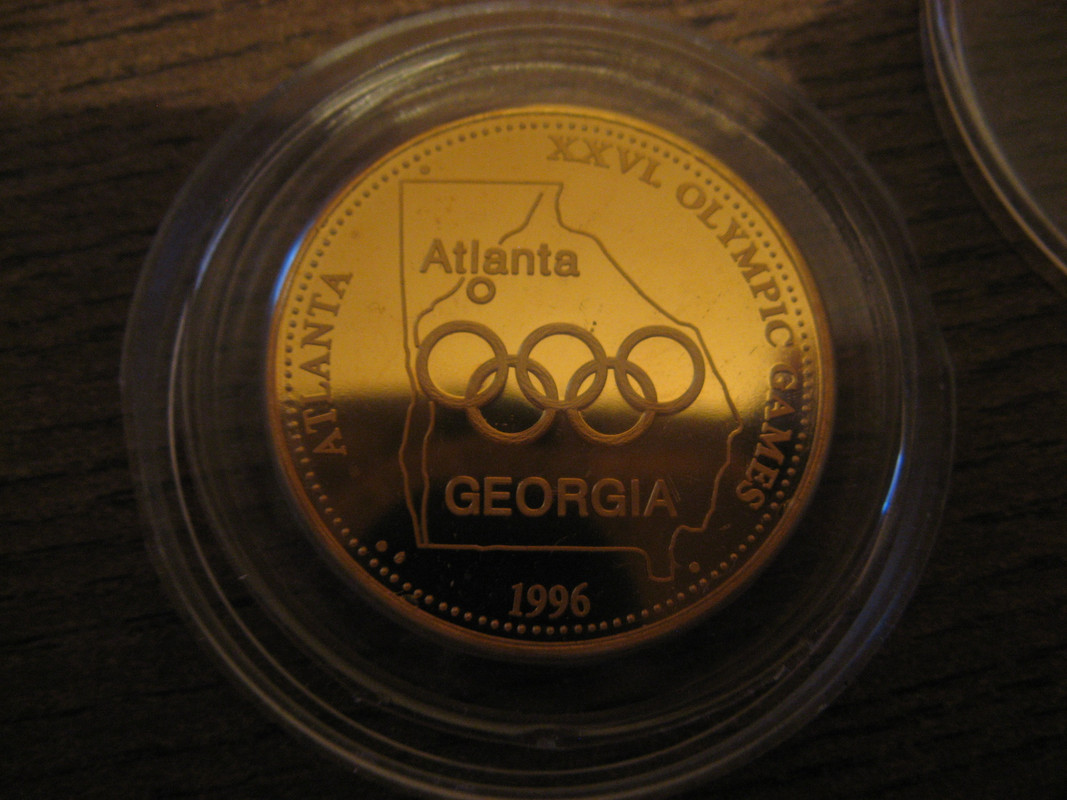 ATLANTA
XXVI. OLYMPIC GAMES
Atlanta
GEORGIA
1996